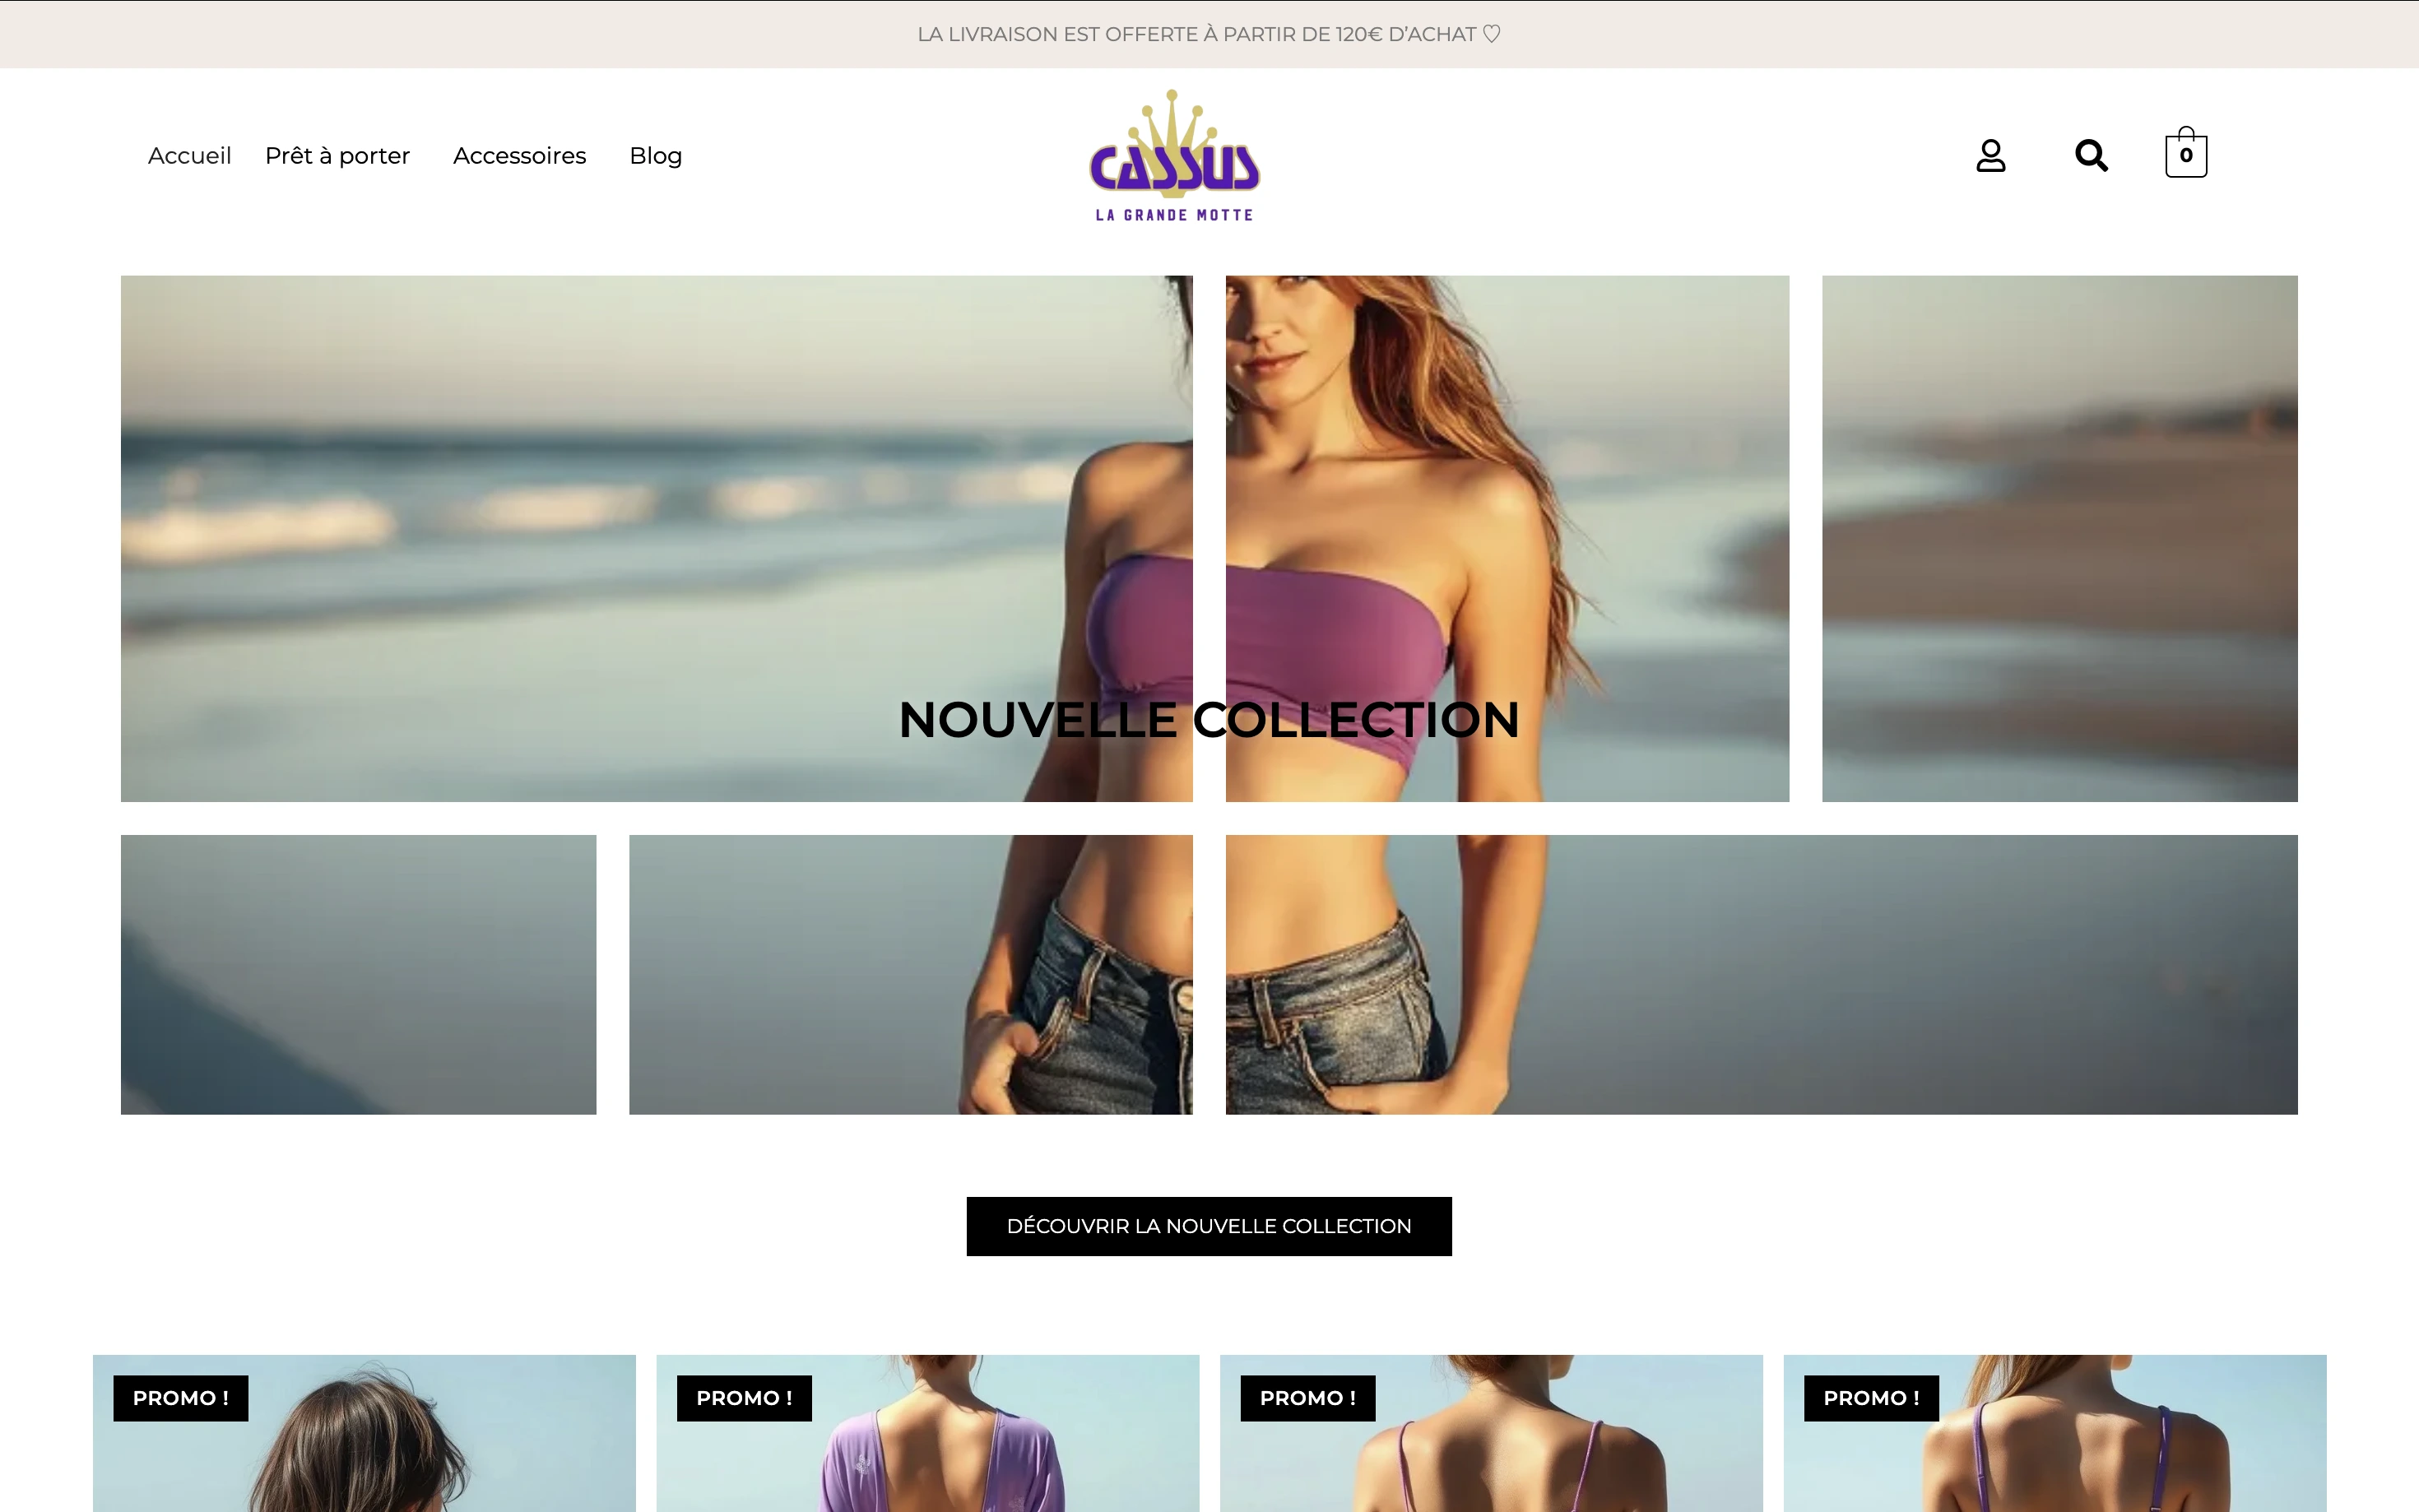 LA LIVRAISON EST OFFERTE À PARTIR DE 120€ D’ACHAT ♡
Accueil Prêt à porter Accessoires Blog
CASSUS
LA GRANDE MOTTE
0
NOUVELLE COLLECTION
DÉCOUVRIR LA NOUVELLE COLLECTION
PROMO ! PROMO ! PROMO ! PROMO !